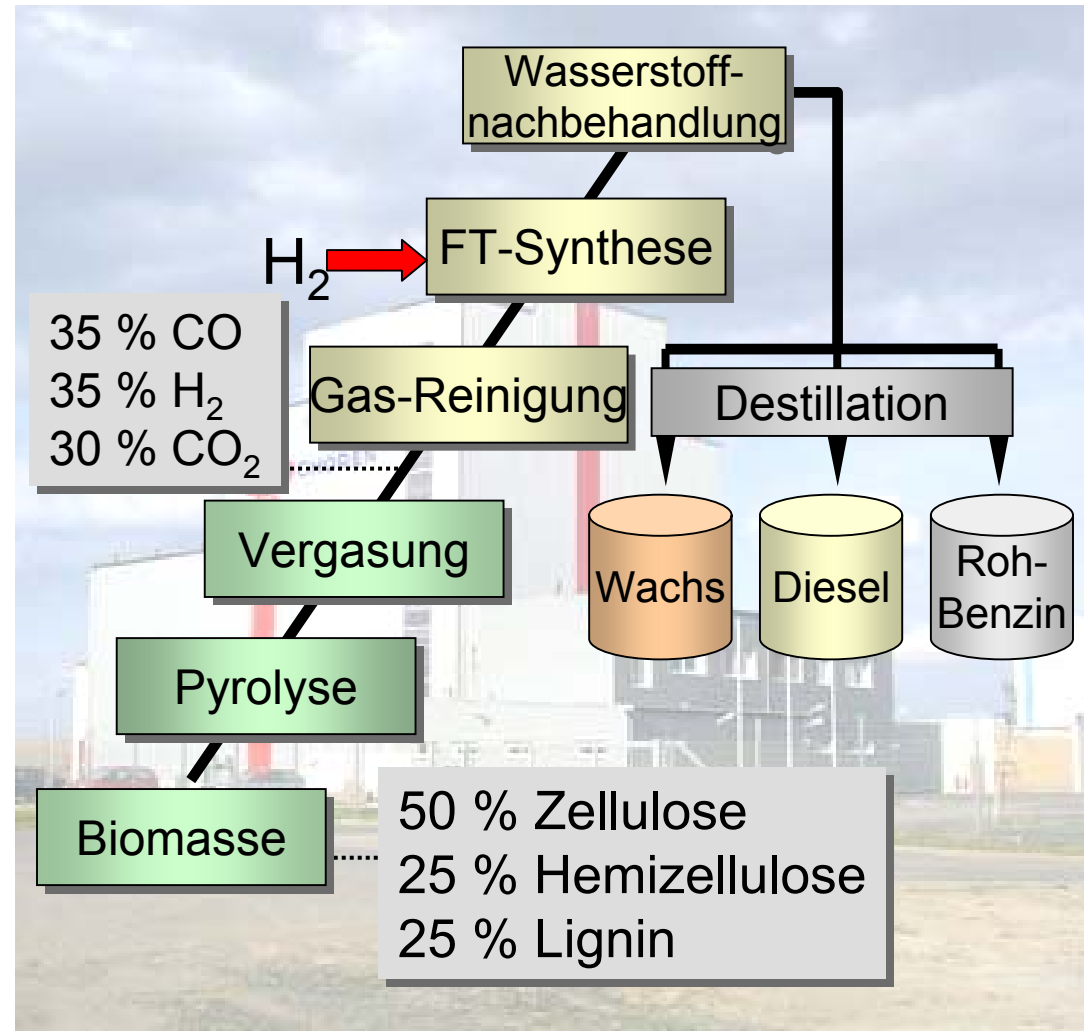 Wasserstoff-
nachbehandlung
H₂
FT-Synthese
35 % CO
35 % H₂
30 % CO₂
Gas-Reinigung
Destillation
Vergasung
Wachs
Diesel
Roh-
Benzin
Pyrolyse
Biomasse
50 % Zellulose
25 % Hemizellulose
25 % Lignin